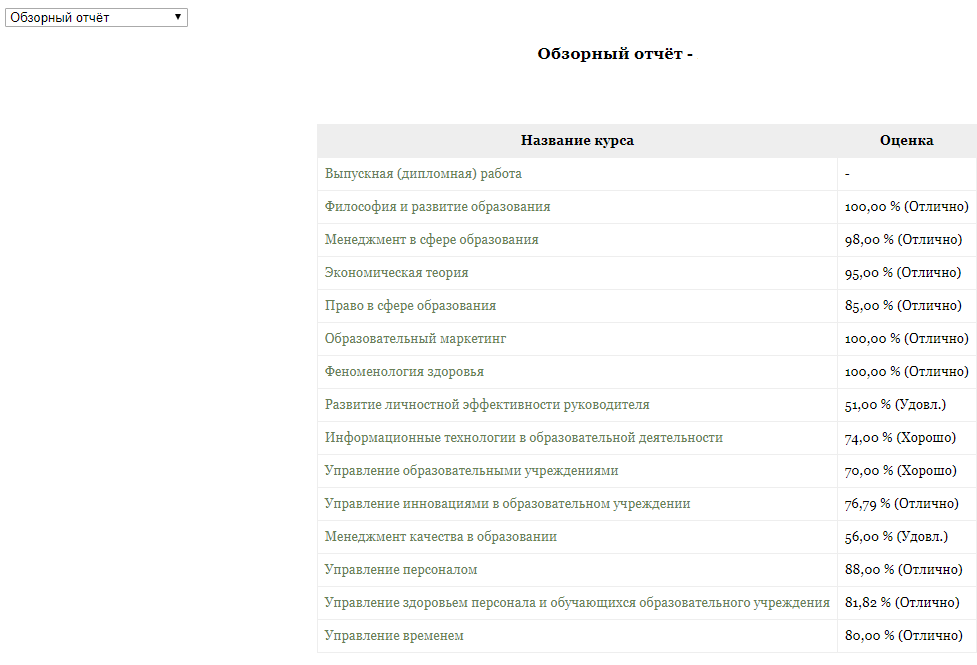 Обзорный отчёт
Обзорный отчёт -
Название курса Оценка
Выпускная (дипломная) работа -
Философия и развитие образования 100,00 % (Отлично)
Менеджмент в сфере образования 98,00 % (Отлично)
Экономическая теория 95,00 % (Отлично)
Право в сфере образования 85,00 % (Отлично)
Образовательный маркетинг 100,00 % (Отлично)
Феноменология здоровья 100,00 % (Отлично)
Развитие личностной эффективности руководителя 51,00 % (Удовл.)
Информационные технологии в образовательной деятельности 74,00 % (Хорошо)
Управление образовательными учреждениями 70,00 % (Хорошо)
Управление инновациями в образовательном учреждении 76,79 % (Отлично)
Менеджмент качества в образовании 56,00 % (Удовл.)
Управление персоналом 88,00 % (Отлично)
Управление здоровьем персонала и обучающихся образовательного учреждения 81,82 % (Отлично)
Управление временем 80,00 % (Отлично)